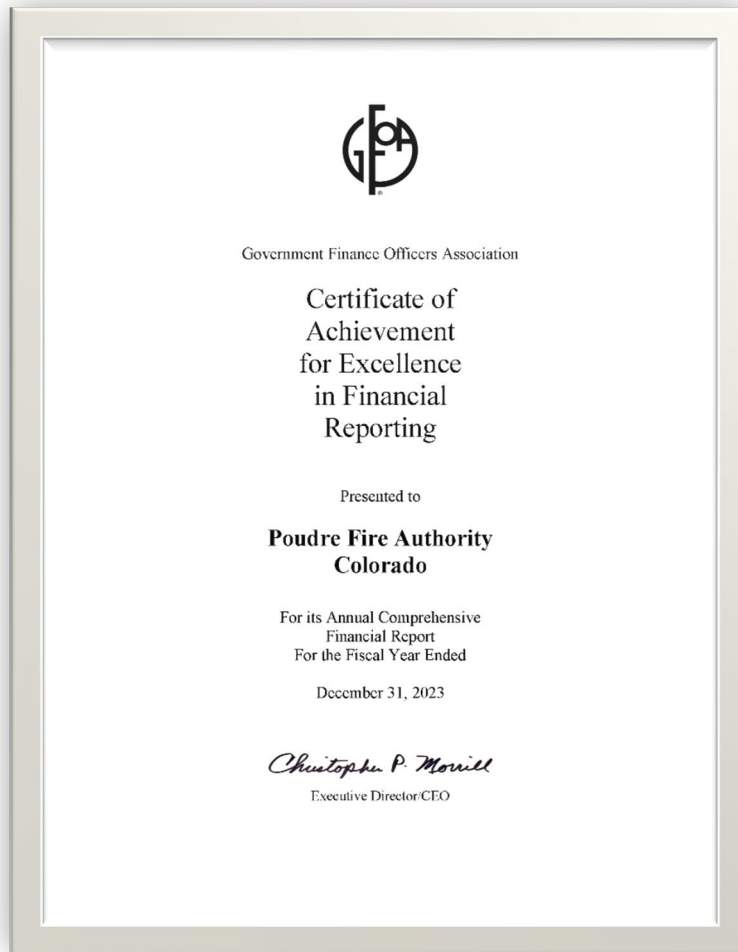 GFOA
Government Finance Officers Association
Certificate of
Achievement
for Excellence
in Financial
Reporting
Presented to
Poudre Fire Authority
Colorado
For its Annual Comprehensive
Financial Report
For the Fiscal Year Ended
December 31, 2023
Christopher P. Morrill
Executive Director/CEO